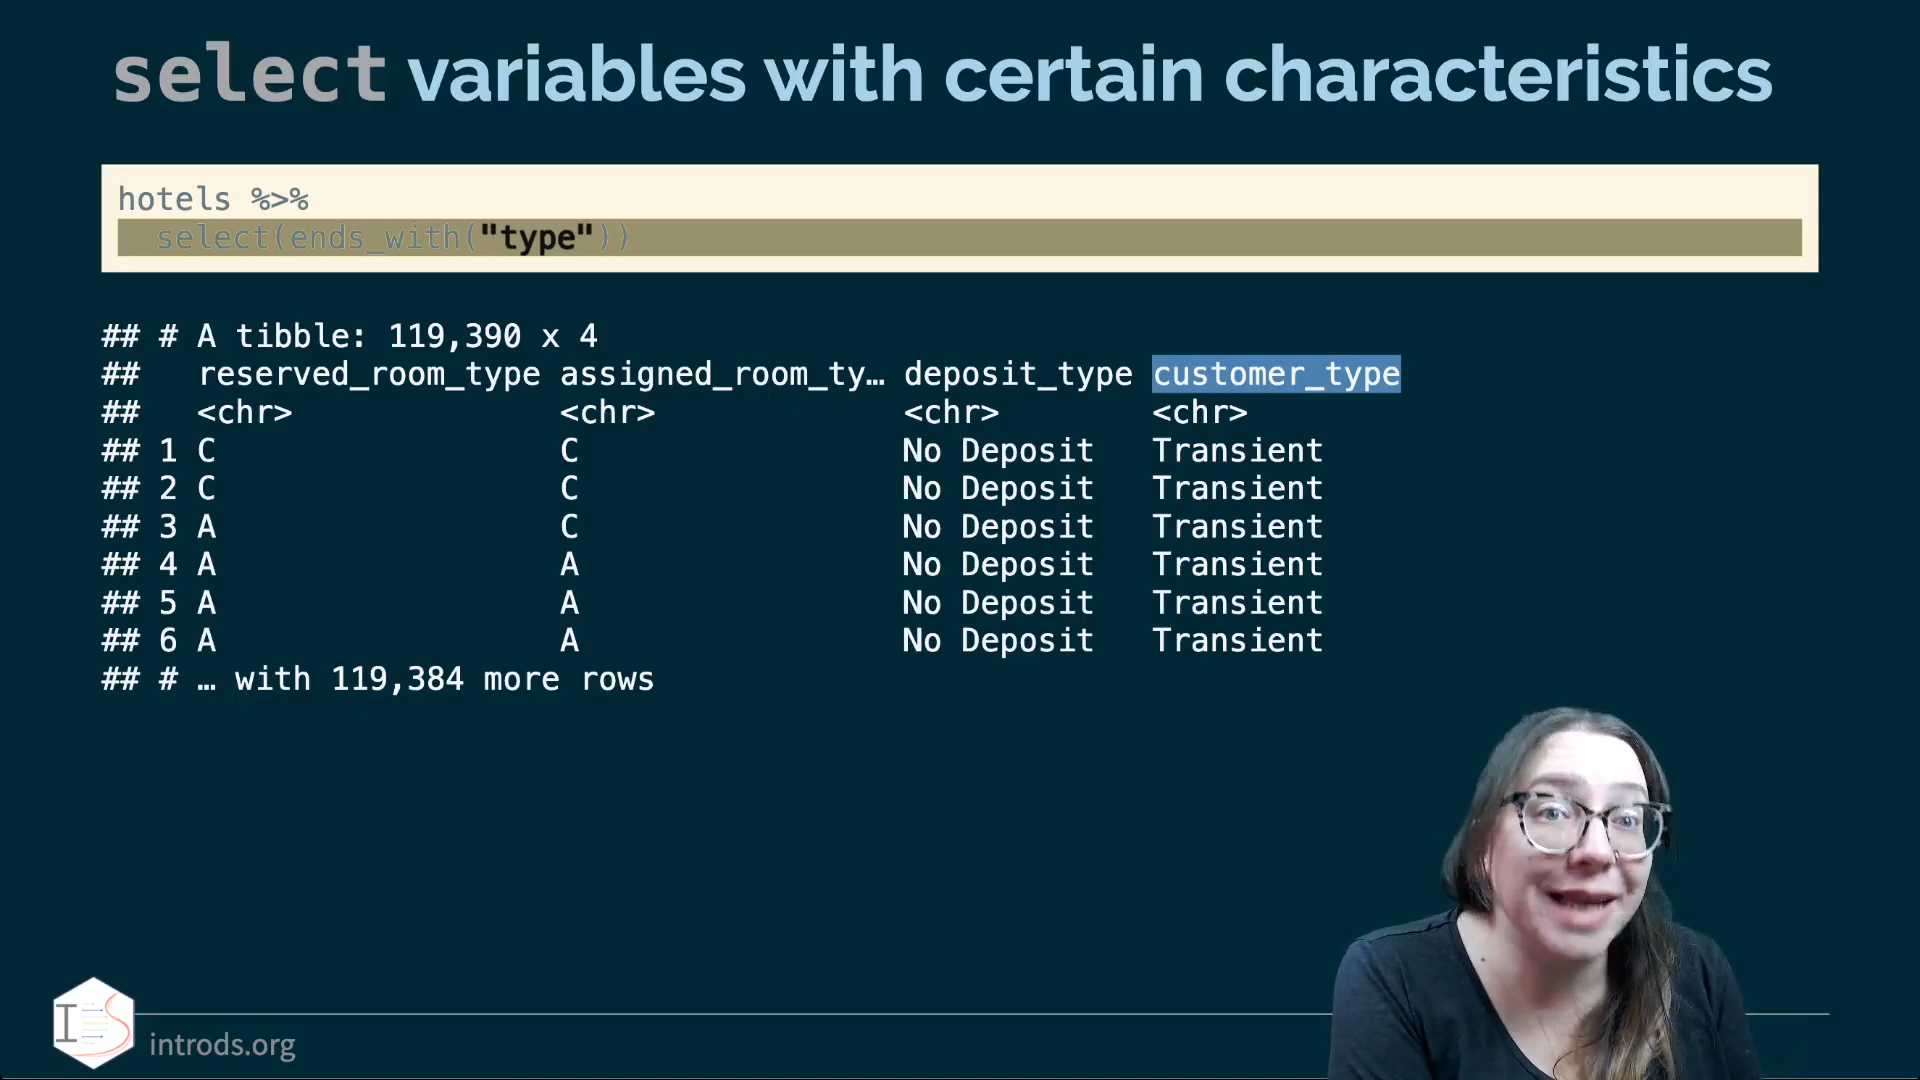 select variables with certain characteristics
hotels %>%
  select(ends_with("type"))
## # A tibble: 119,390 x 4
##   reserved_room_type assigned_room_ty… deposit_type customer_type
##   <chr>              <chr>             <chr>        <chr>
## 1 C                  C                 No Deposit   Transient
## 2 C                  C                 No Deposit   Transient
## 3 A                  C                 No Deposit   Transient
## 4 A                  A                 No Deposit   Transient
## 5 A                  A                 No Deposit   Transient
## 6 A                  A                 No Deposit   Transient
## # … with 119,384 more rows
IS
introds.org